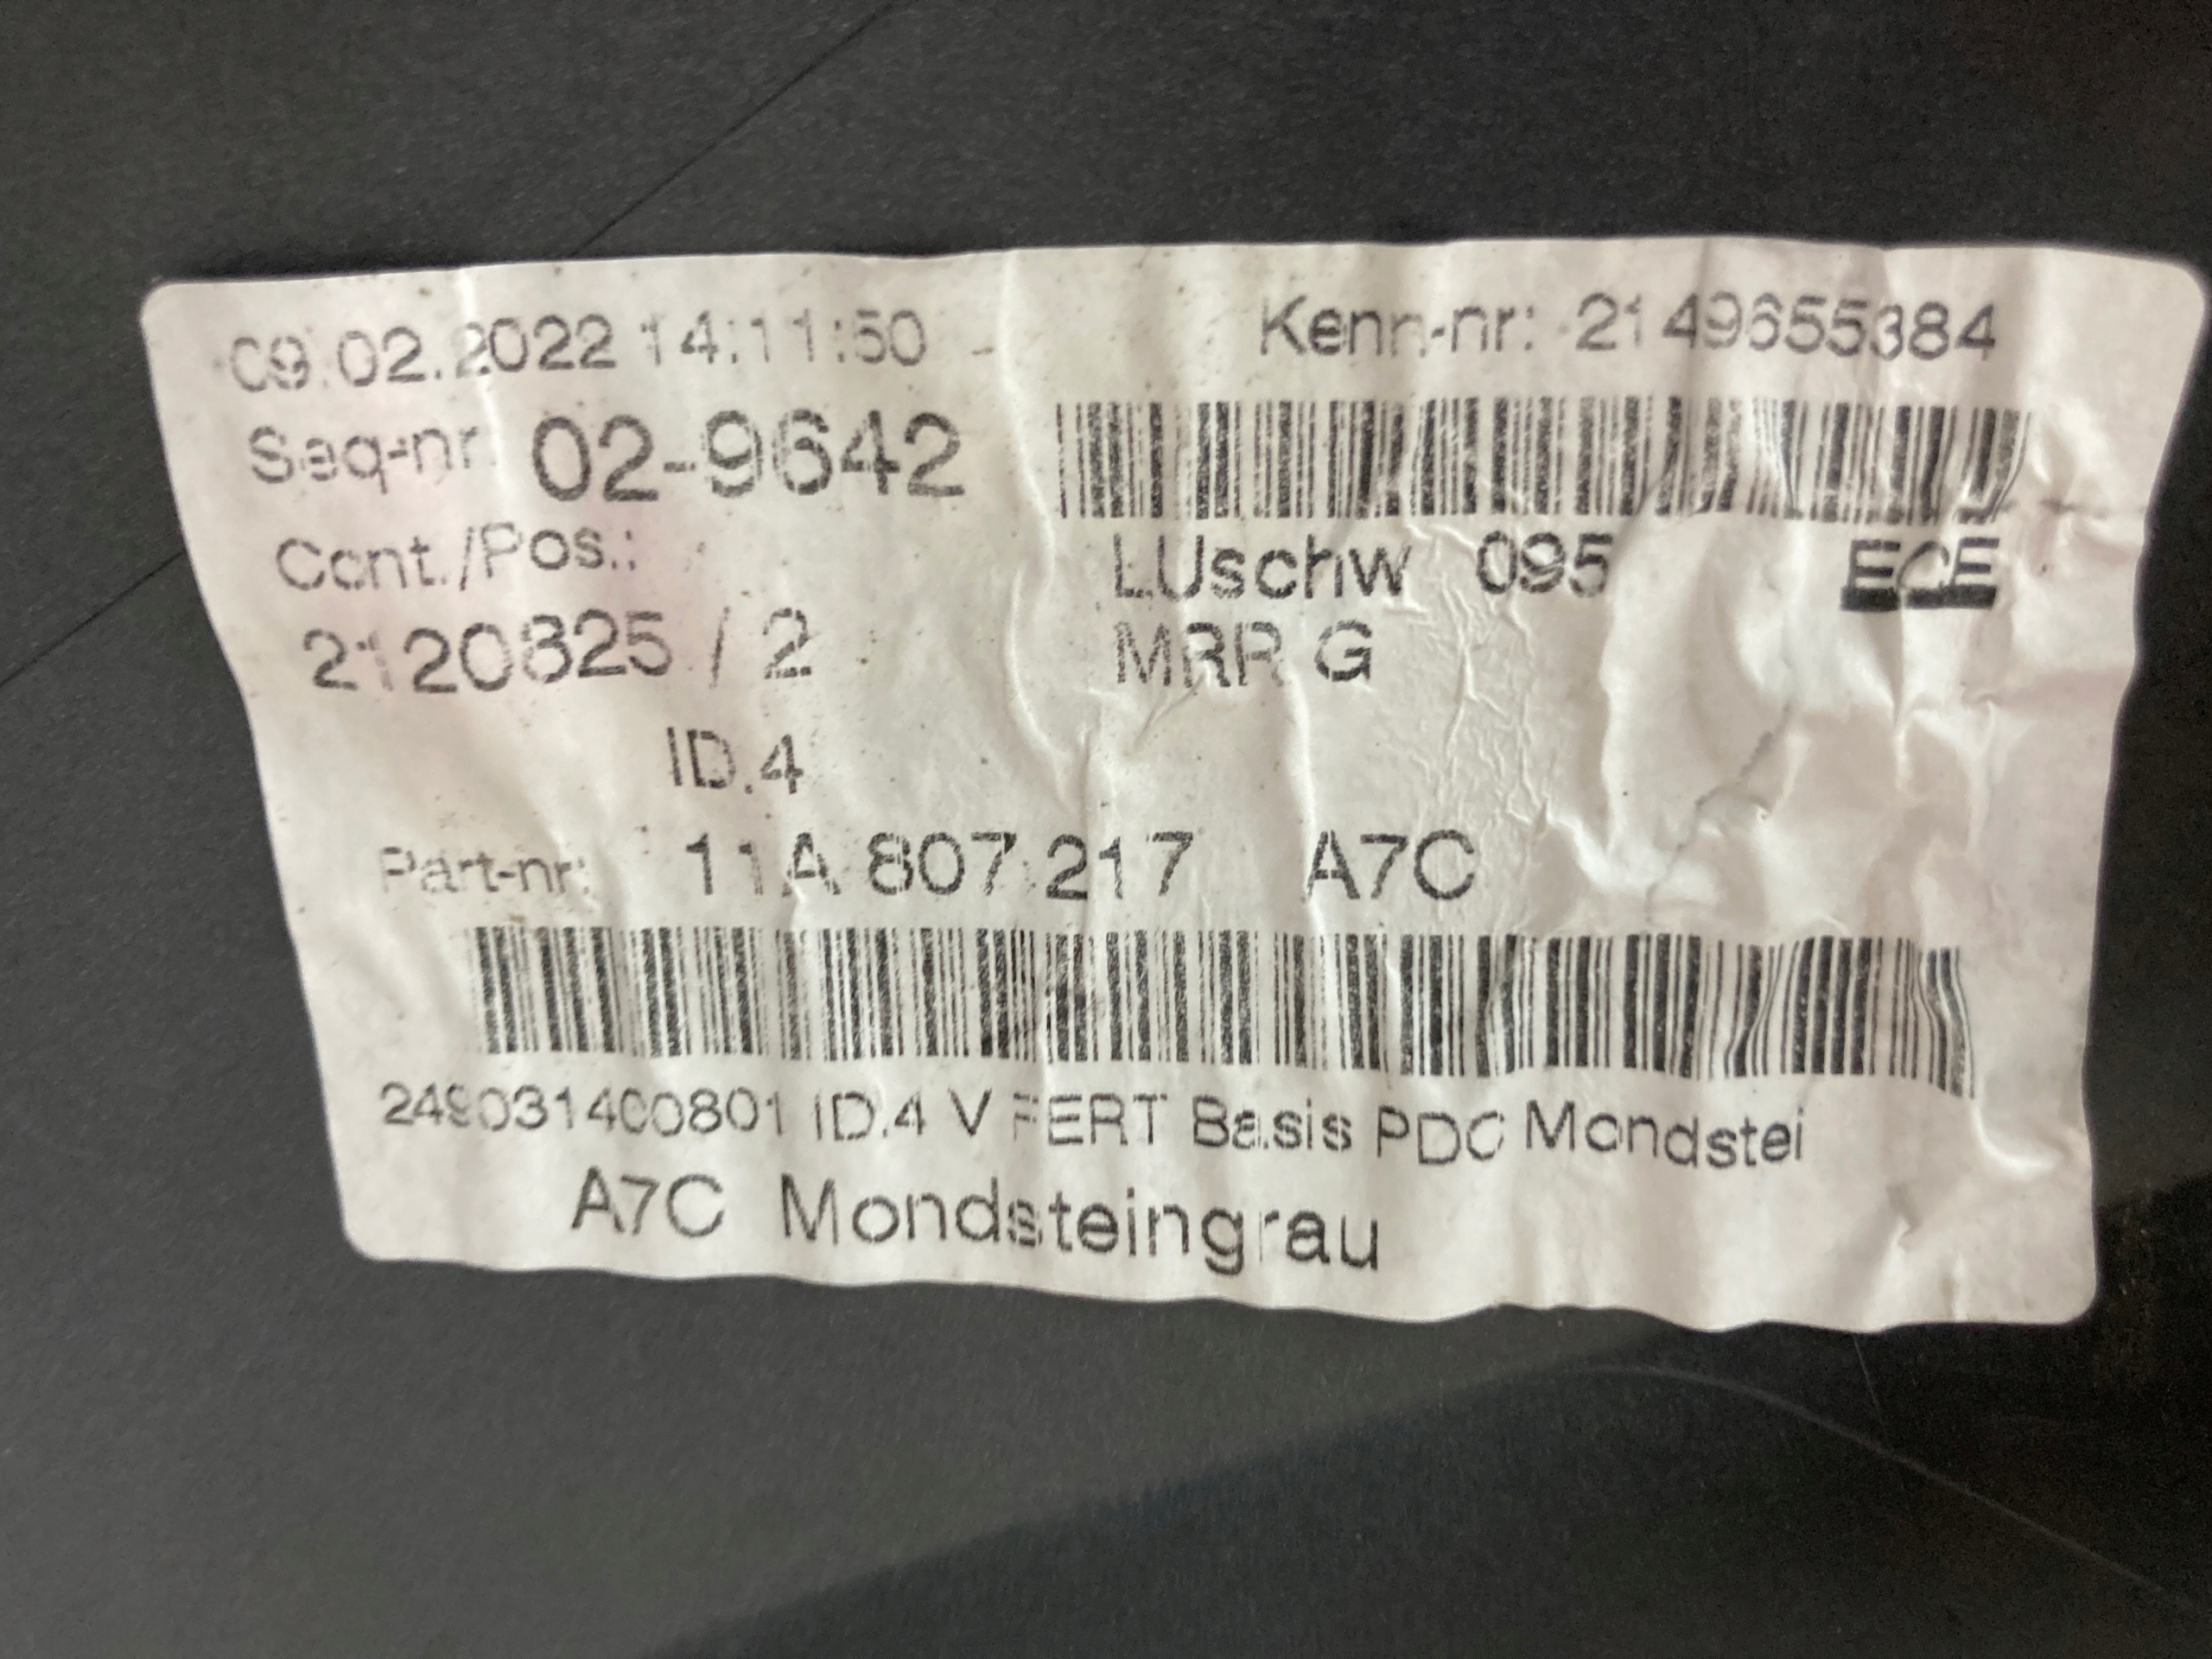 09.02.2022 14:11:50
Kenn-nr: 2149655384
Seq-nr. 02-9642
Cont./Pos.:
LUschw 095 ECE
2120825 / 2
MRR G
ID.4
Part-nr: 11A 807 217 A7C
249031400801 ID.4 V FERT Basis PDC Mondstei
A7C Mondsteingrau